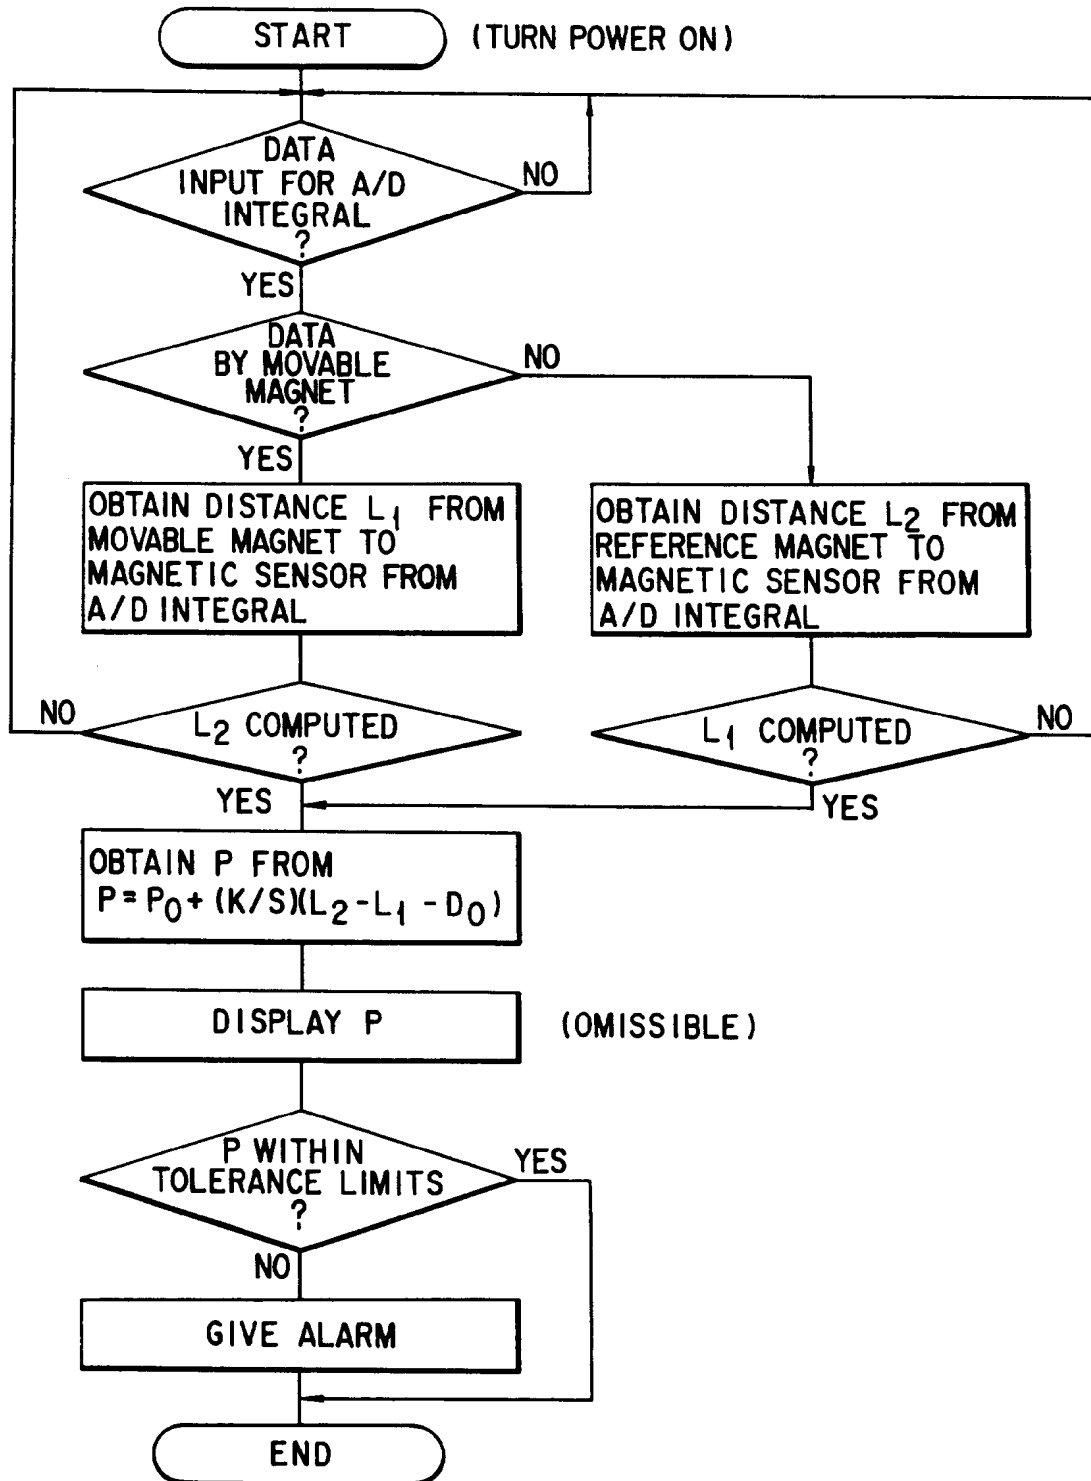 START (TURN POWER ON)
DATA
INPUT FOR A/D
INTEGRAL
?
NO
YES
DATA
BY MOVABLE
MAGNET
?
NO
YES
OBTAIN DISTANCE L1 FROM
MOVABLE MAGNET TO
MAGNETIC SENSOR FROM
A/D INTEGRAL
OBTAIN DISTANCE L2 FROM
REFERENCE MAGNET TO
MAGNETIC SENSOR FROM
A/D INTEGRAL
NO
L2 COMPUTED
?
YES
L1 COMPUTED
?
NO
YES
OBTAIN P FROM
P = P0 + (K/S)(L2 - L1 - D0)
DISPLAY P (OMISSIBLE)
P WITHIN
TOLERANCE LIMITS
?
YES
NO
GIVE ALARM
END